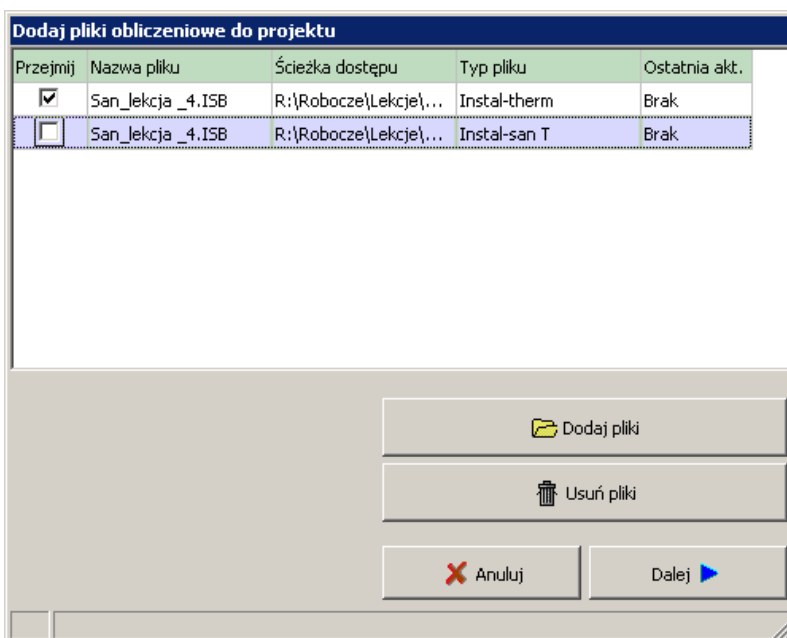 Dodaj pliki obliczeniowe do projektu
Przejmij Nazwa pliku Ścieżka dostępu Typ pliku Ostatnia akt.
San_lekcja _4.ISB R:\Robocze\Lekcje\... Instal-therm Brak
San_lekcja _4.ISB R:\Robocze\Lekcje\... Instal-san T Brak
Dodaj pliki
Usuń pliki
Anuluj Dalej